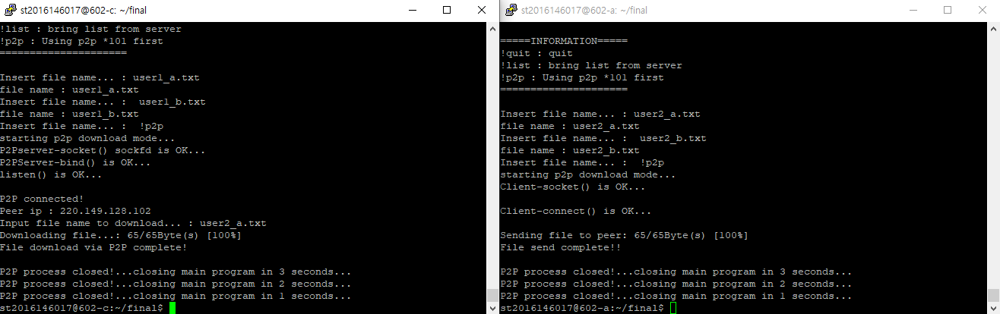 st2016146017@602-c: ~/final
!list : bring list from server
!p2p : Using p2p *101 first
=====================
Insert file name... : user1_a.txt
file name : user1_a.txt
Insert file name... :  user1_b.txt
file name : user1_b.txt
Insert file name... :  !p2p
starting p2p download mode...
P2Pserver-socket() sockfd is OK...
P2PServer-bind() is OK...
listen() is OK...
P2P connected!
Peer ip : 220.149.128.102
Input file name to download... : user2_a.txt
Downloading file...: 65/65Byte(s) [100%]
File download via P2P complete!
P2P process closed!...closing main program in 3 seconds...
P2P process closed!...closing main program in 2 seconds...
P2P process closed!...closing main program in 1 seconds...
st2016146017@602-c:~/final$
st2016146017@602-a: ~/final
=====INFORMATION=====
!quit : quit
!list : bring list from server
!p2p : Using p2p *101 first
=====================
Insert file name... : user2_a.txt
file name : user2_a.txt
Insert file name... :  user2_b.txt
file name : user2_b.txt
Insert file name... :  !p2p
starting p2p download mode...
Client-socket() is OK...
Client-connect() is OK...
Sending file to peer: 65/65Byte(s) [100%]
File send complete!!
P2P process closed!...closing main program in 3 seconds...
P2P process closed!...closing main program in 2 seconds...
P2P process closed!...closing main program in 1 seconds...
st2016146017@602-a:~/final$